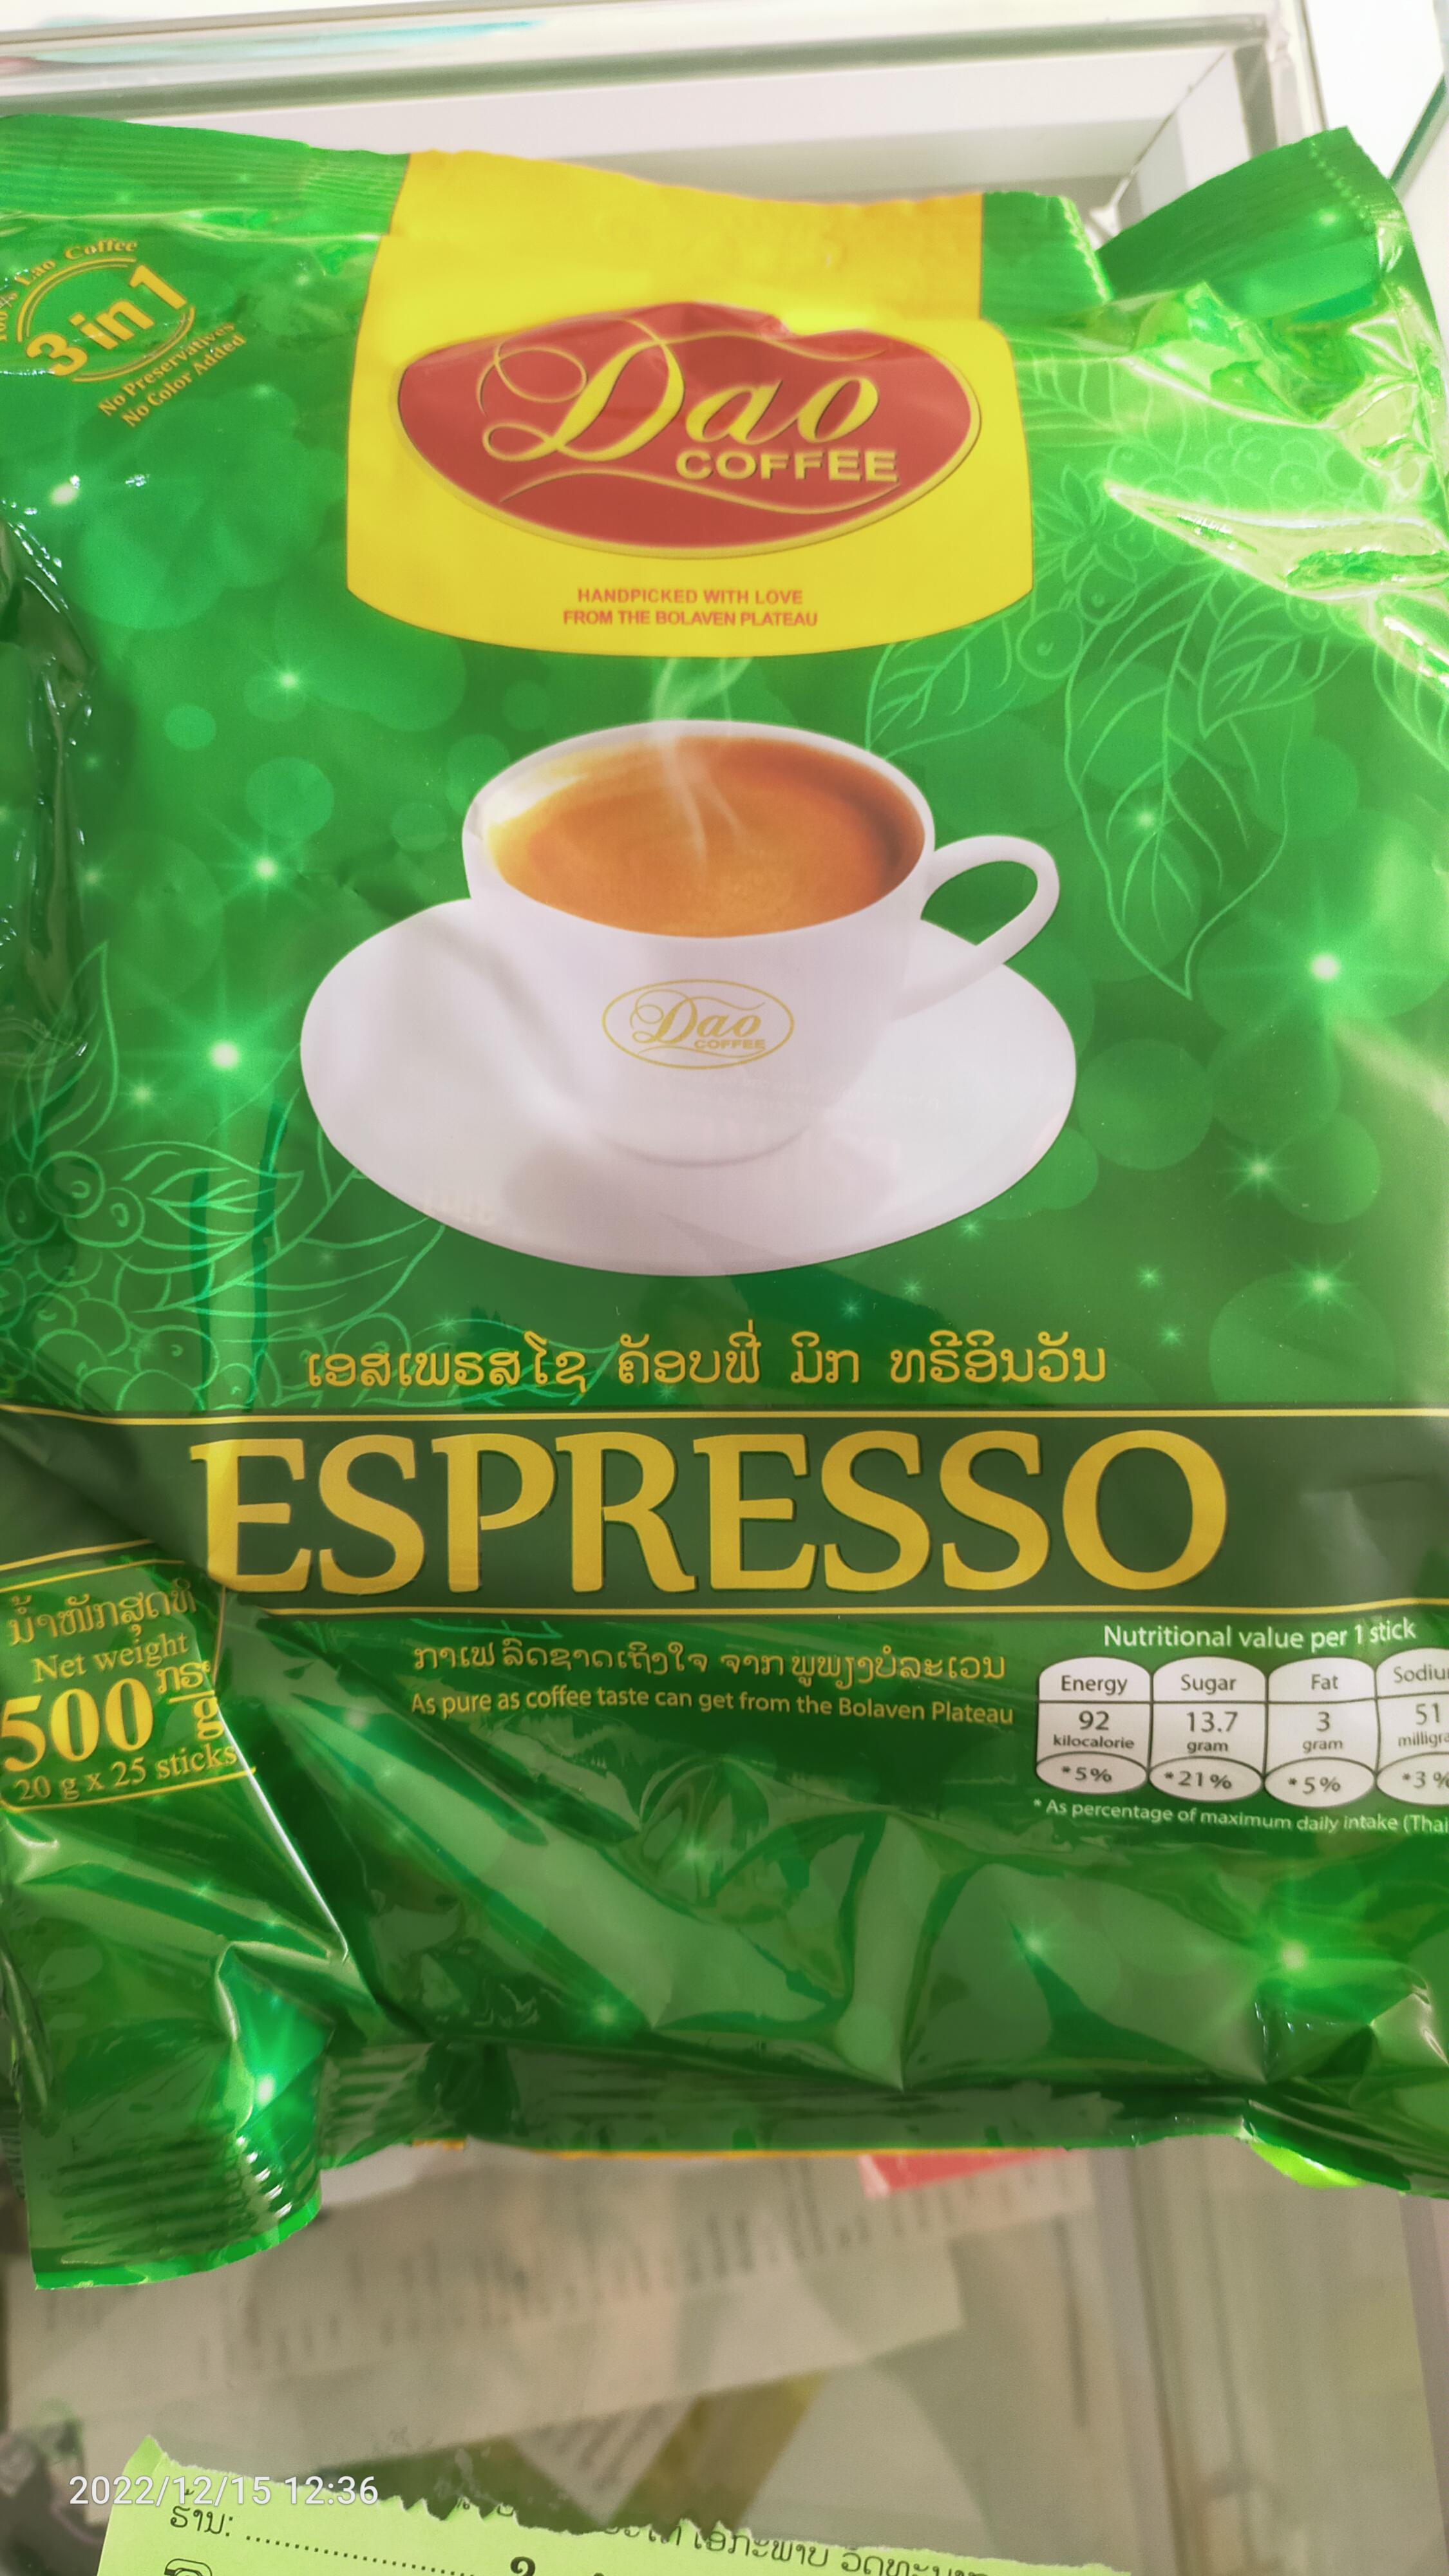 100% Lao Coffee
3 in 1
No Preservatives
No Color Added
Dao
COFFEE
HANDPICKED WITH LOVE
FROM THE BOLAVEN PLATEAU
Dao
COFFEE
ເອສເພຣສໂຊ ຄັອບຟີ່ ມິກ ທຣີອິນວັນ
ESPRESSO
ນ້ຳໜັກສຸດທິ
Net weight
500 ກຣ/g
20 g x 25 sticks
ກາເຟ ລົດຊາດເຖິງໃຈ ຈາກ ພູພຽງບໍລະເວນ
As pure as coffee taste can get from the Bolaven Plateau
Nutritional value per 1 stick
Energy Sugar Fat
92 13.7 3 51
kilocalorie gram gram
*5% *21% *5% *3%
* As percentage of maximum daily intake
2022/12/15 12:36
ຮ້ານ: